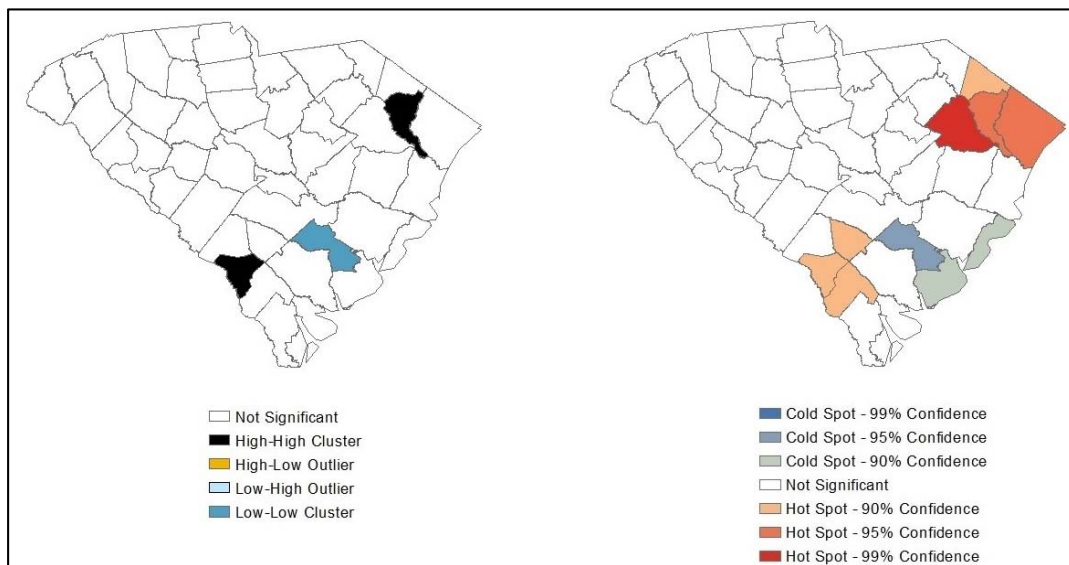 Not Significant
High-High Cluster
High-Low Outlier
Low-High Outlier
Low-Low Cluster
Cold Spot - 99% Confidence
Cold Spot - 95% Confidence
Cold Spot - 90% Confidence
Not Significant
Hot Spot - 90% Confidence
Hot Spot - 95% Confidence
Hot Spot - 99% Confidence